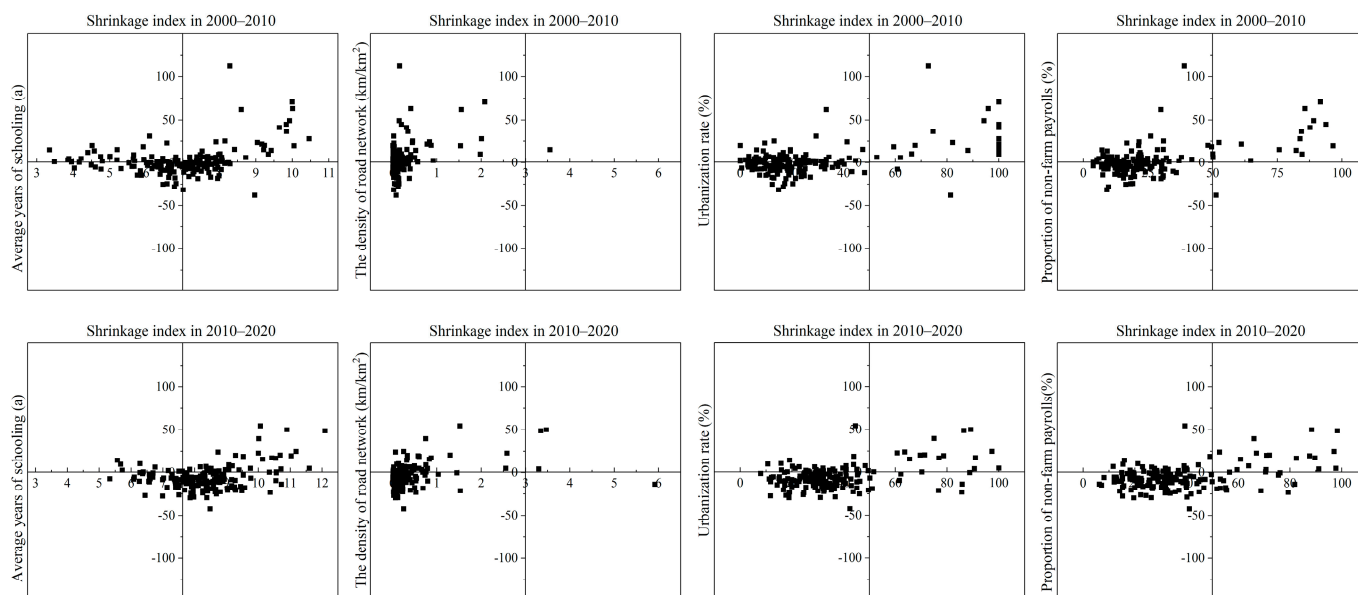 Shrinkage index in 2000–2010
Average years of schooling (a)
100
50
0
3 4 5 6 8 9 10 11
-50
-100
Shrinkage index in 2000–2010
The density of road network (km/km²)
100
50
0
0 1 2 3 4 5 6
-50
-100
Shrinkage index in 2000–2010
Urbanization rate (%)
100
50
0
0 20 40 60 80 100
-50
-100
Shrinkage index in 2000–2010
Proportion of non-farm payrolls (%)
100
50
0
0 25 50 75 100
-50
-100
Shrinkage index in 2010–2020
Average years of schooling (a)
100
50
0
3 4 5 6 8 9 10 11 12
-50
-100
Shrinkage index in 2010–2020
The density of road network (km/km²)
100
50
0
0 1 2 3 4 5 6
-50
-100
Shrinkage index in 2010–2020
Urbanization rate (%)
100
50
0
0 20 40 60 80 100
-50
-100
Shrinkage index in 2010–2020
Proportion of non-farm payrolls(%)
100
50
0
0 20 40 60 80 100
-50
-100